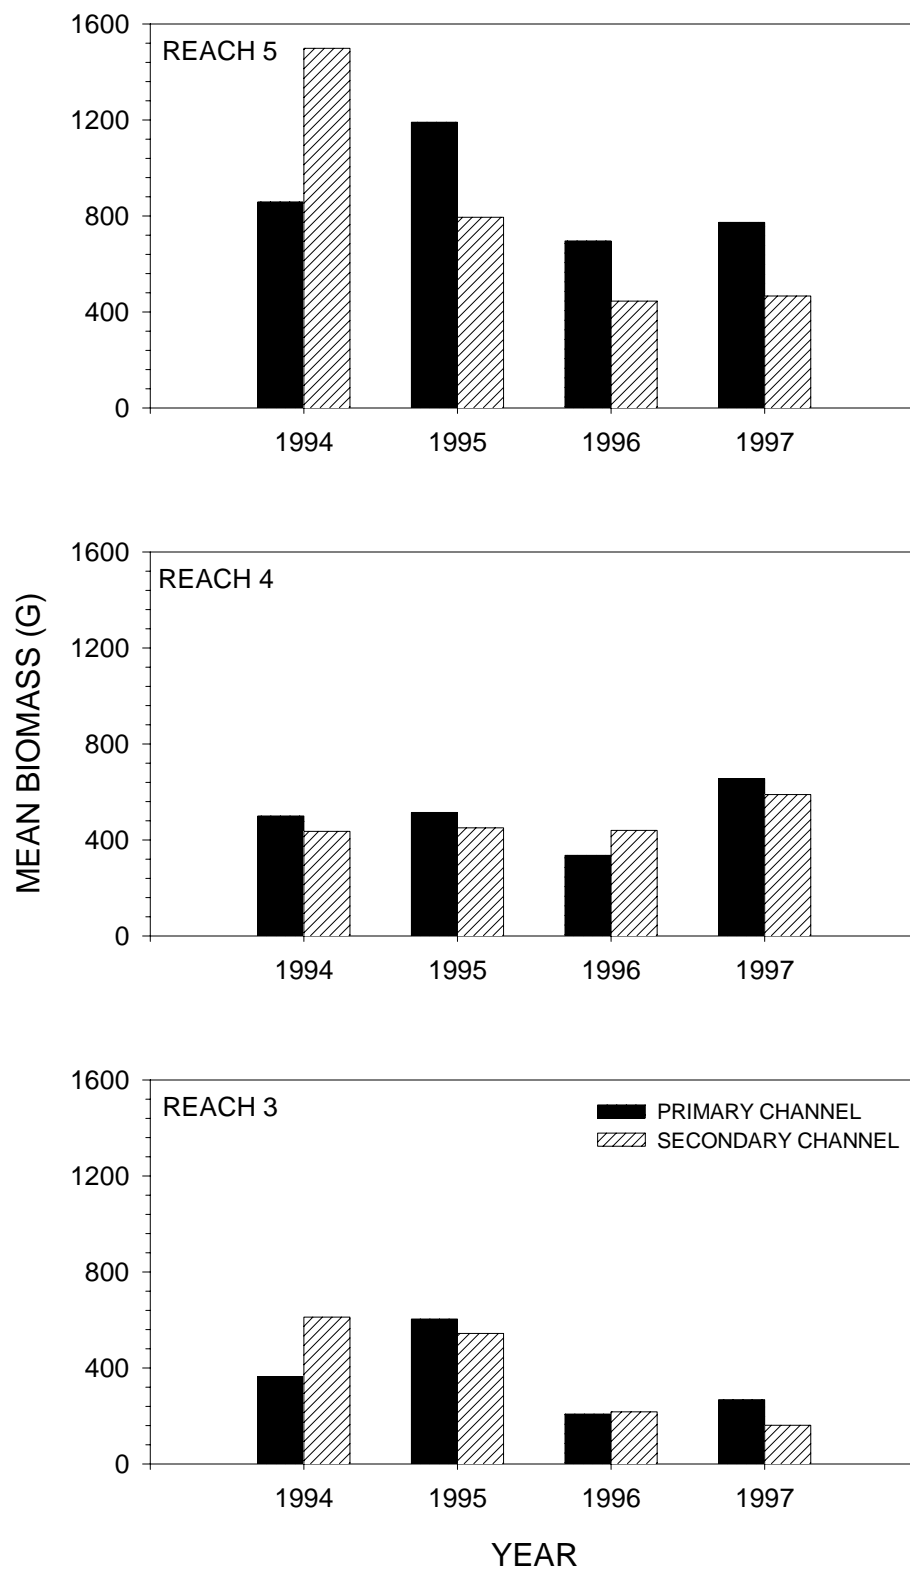 1600
REACH 5
1200
800
400
0
1994 1995 1996 1997
MEAN BIOMASS (G)
1600
REACH 4
1200
800
400
0
1994 1995 1996 1997
1600
REACH 3
PRIMARY CHANNEL
SECONDARY CHANNEL
1200
800
400
0
1994 1995 1996 1997
YEAR